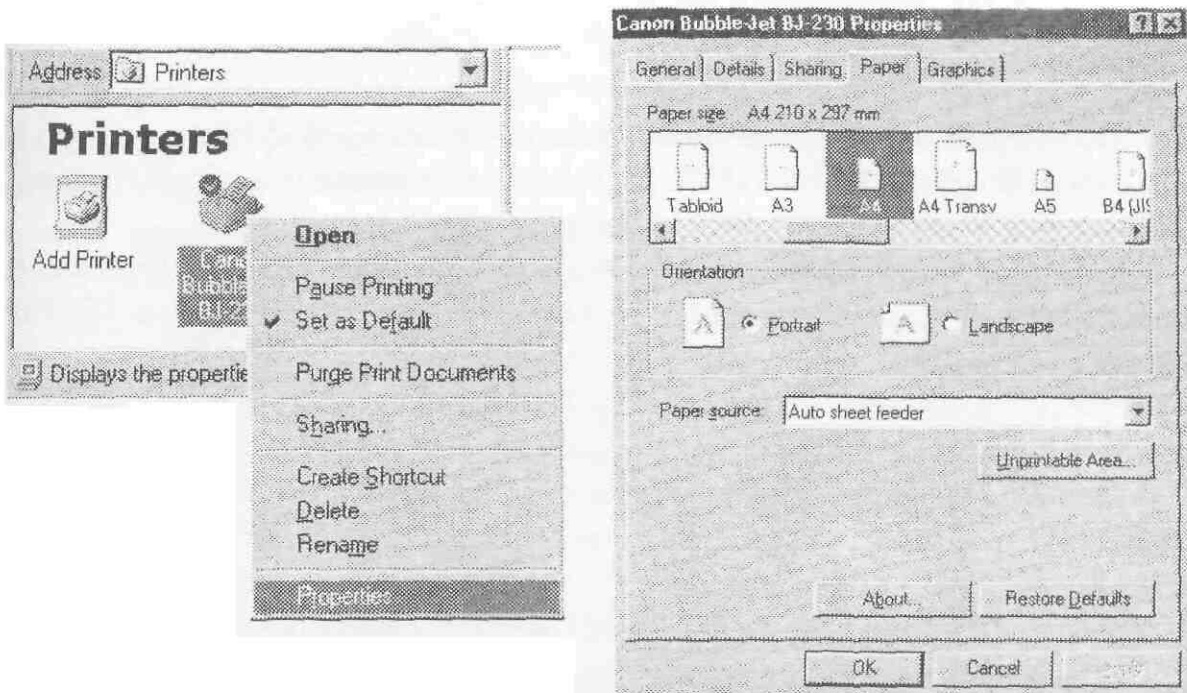 Address Printers
Printers
Add Printer
Open
Pause Printing
Set as Default
Displays the
Purge Print Documents
Sharing...
Create Shortcut
Delete
Rename
Properties
Canon Bubble-Jet BJ-230 Properties
General Details Sharing Paper Graphics
Paper size: A4 210 x 297 mm
Tabloid A3 A4 A4 Transv A5 B4 (JIS
Orientation
Portrait Landscape
Paper source: Auto sheet feeder
Unprintable Area...
About... Restore Defaults
OK Cancel